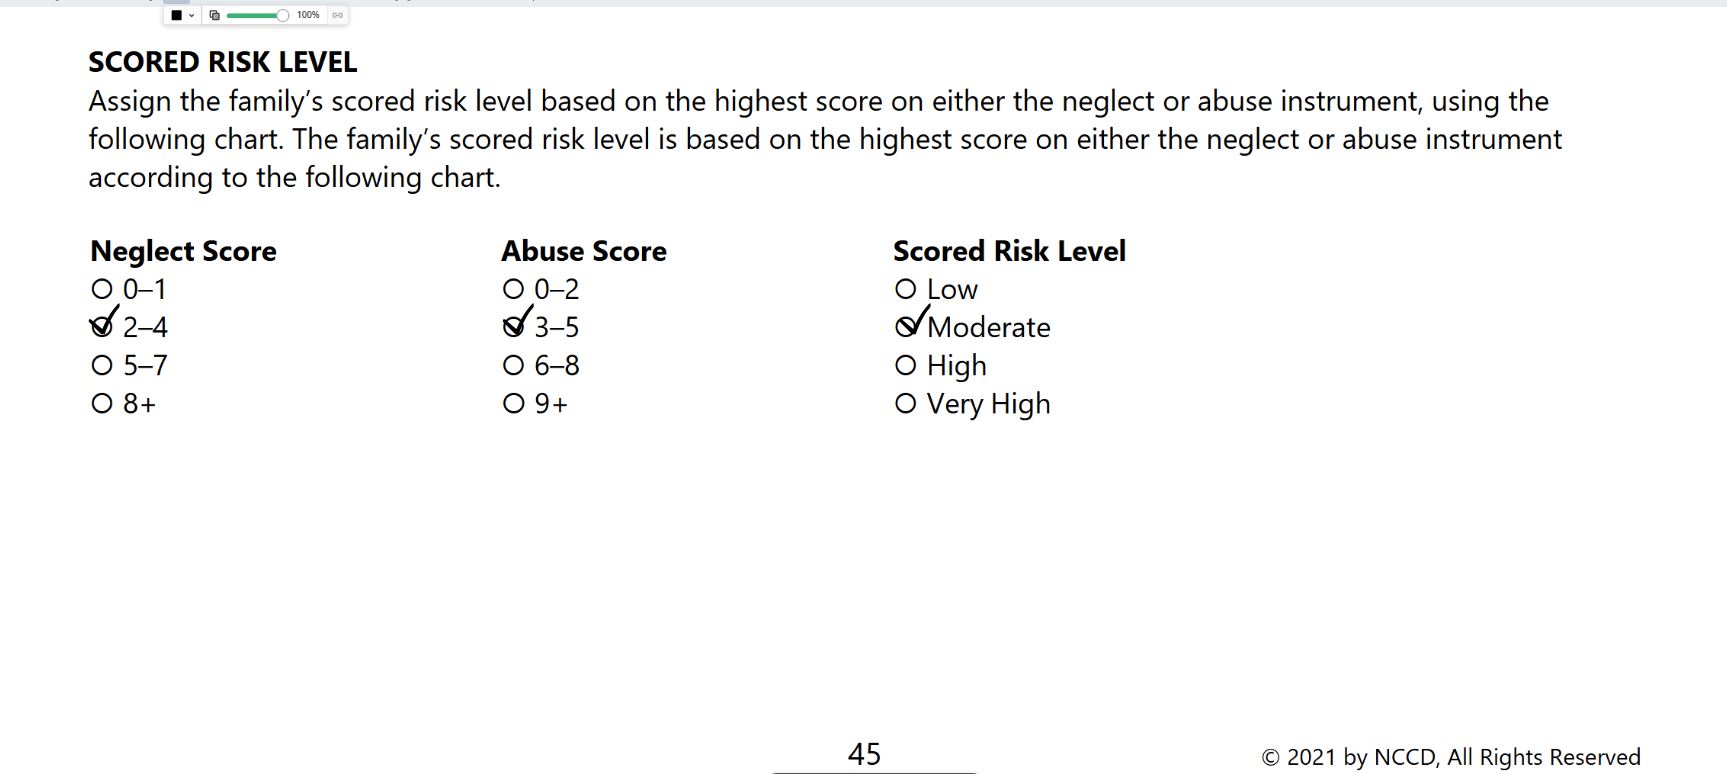 100%
SCORED RISK LEVEL
Assign the family’s scored risk level based on the highest score on either the neglect or abuse instrument, using the
following chart. The family’s scored risk level is based on the highest score on either the neglect or abuse instrument
according to the following chart.
Neglect Score Abuse Score Scored Risk Level
0–1 0–2 Low
2–4 3–5 Moderate
5–7 6–8 High
8+ 9+ Very High
45 © 2021 by NCCD, All Rights Reserved